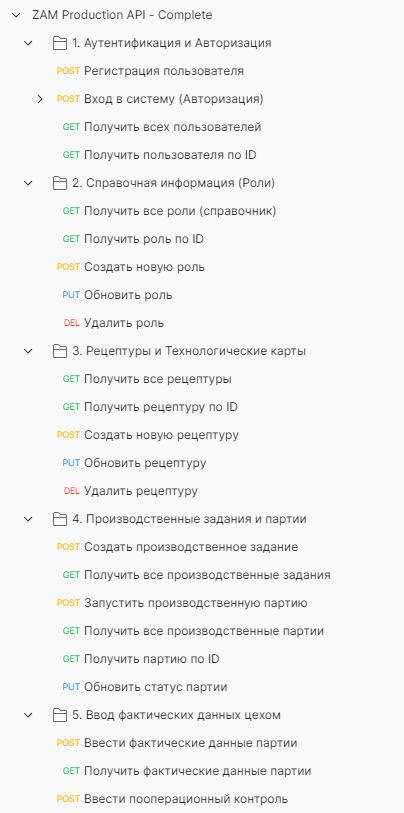 ZAM Production API - Complete
1. Аутентификация и Авторизация
POST Регистрация пользователя
POST Вход в систему (Авторизация)
GET Получить всех пользователей
GET Получить пользователя по ID
2. Справочная информация (Роли)
GET Получить все роли (справочник)
GET Получить роль по ID
POST Создать новую роль
PUT Обновить роль
DEL Удалить роль
3. Рецептуры и Технологические карты
GET Получить все рецептуры
GET Получить рецептуру по ID
POST Создать новую рецептуру
PUT Обновить рецептуру
DEL Удалить рецептуру
4. Производственные задания и партии
POST Создать производственное задание
GET Получить все производственные задания
POST Запустить производственную партию
GET Получить все производственные партии
GET Получить партию по ID
PUT Обновить статус партии
5. Ввод фактических данных цехом
POST Ввести фактические данные партии
GET Получить фактические данные партии
POST Ввести пооперационный контроль